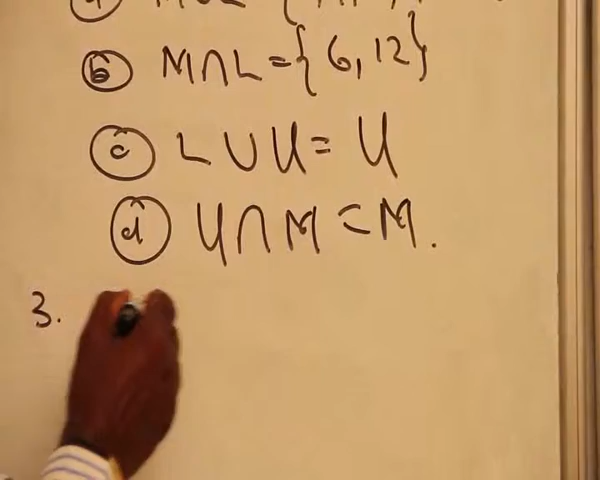 (b) M∩L = {6, 12}
(c) L ∪ U = U
(d) U ∩ M = M.
3.